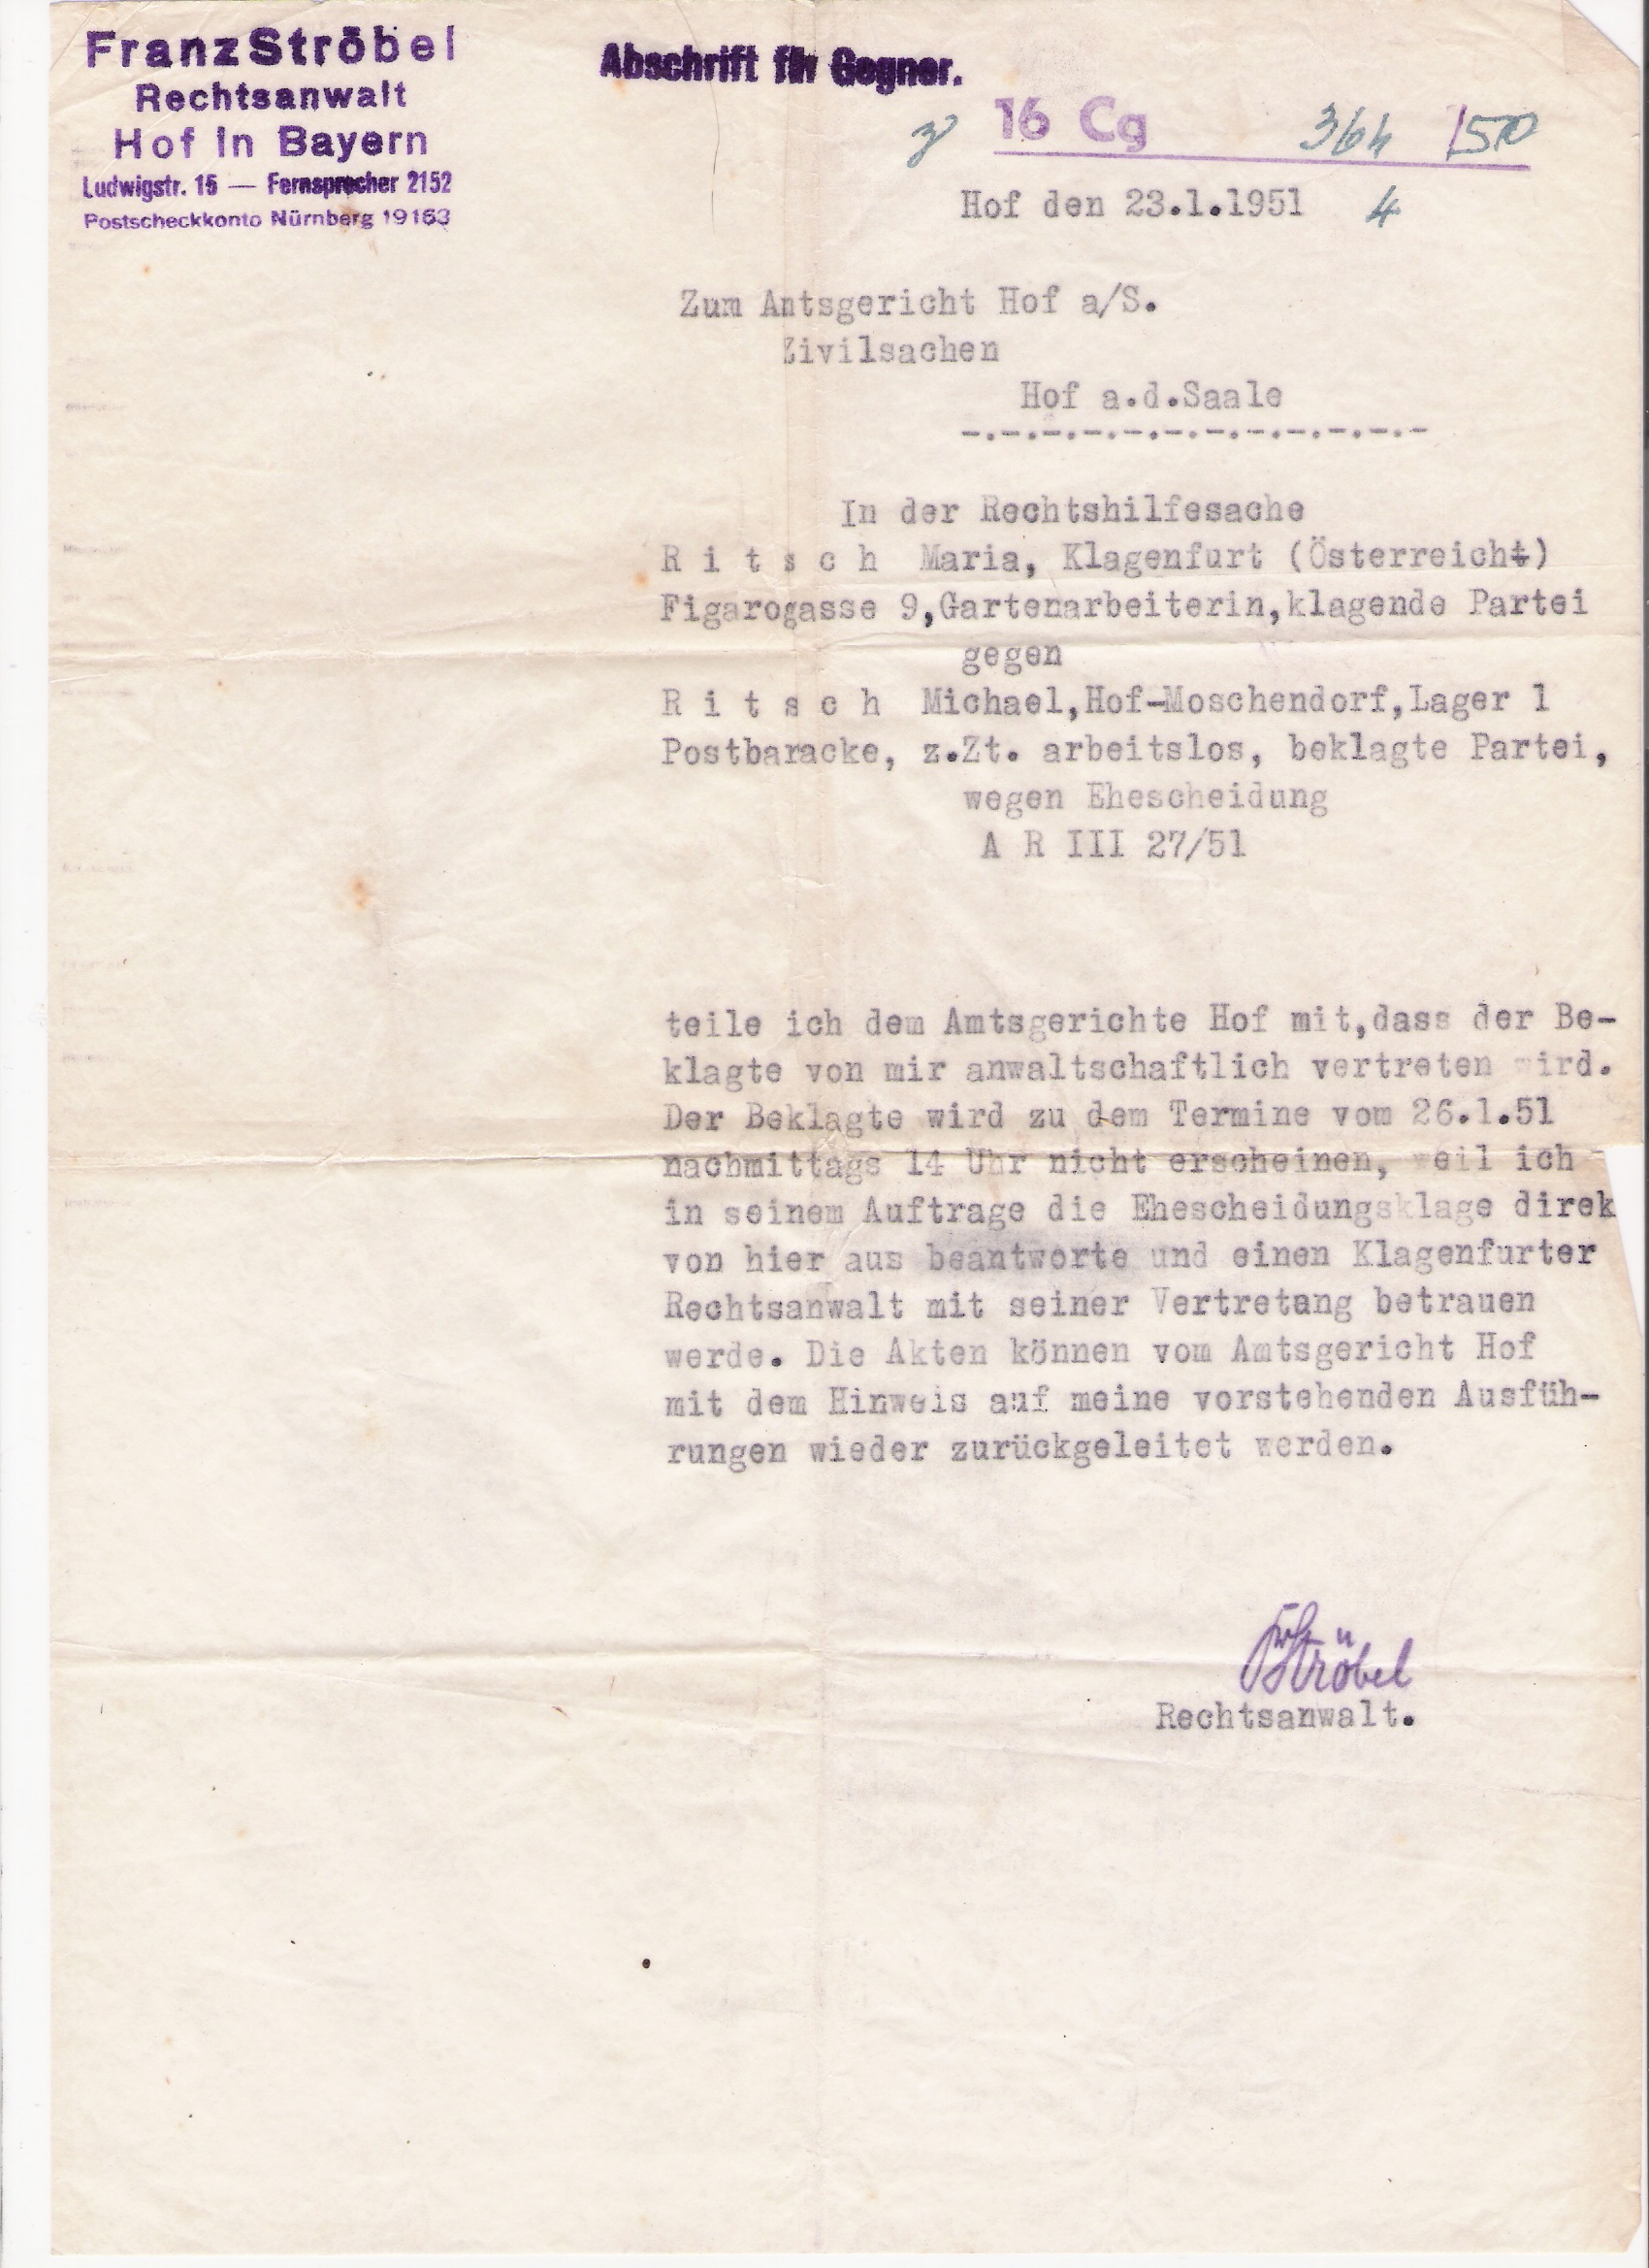 Franz Ströbel
Rechtsanwalt
Hof in Bayern
Ludwigstr. 15 — Fernsprecher 2152
Postscheckkonto Nürnberg 19163
Abschrift für Gegner.
16 Cg 364 /50
4
Hof den 23.1.1951
Zum Amtsgericht Hof a/S.
Zivilsachen
Hof a.d.Saale
-.-.-.-.-.-.-.-.-.-.-.-
In der Rechtshilfesache
R i t s c h Maria, Klagenfurt (Österreicht)
Figarogasse 9,Gartenarbeiterin,klagende Partei
gegen
R i t s c h Michael,Hof-Moschendorf,Lager 1
Postbaracke, z.Zt. arbeitslos, beklagte Partei,
wegen Ehescheidung
A R III 27/51
teile ich dem Amtsgerichte Hof mit,dass der Be-
klagte von mir anwaltschaftlich vertreten wird.
Der Beklagte wird zu dem Termine vom 26.1.51
nachmittags 14 Uhr nicht erscheinen, weil ich
in seinem Auftrage die Ehescheidungsklage direk
von hier aus beantworte und einen Klagenfurter
Rechtsanwalt mit seiner Vertretung betrauen
werde. Die Akten können vom Amtsgericht Hof
mit dem Hinweis auf meine vorstehenden Ausfüh-
rungen wieder zurückgeleitet werden.
Ströbel
Rechtsanwalt.